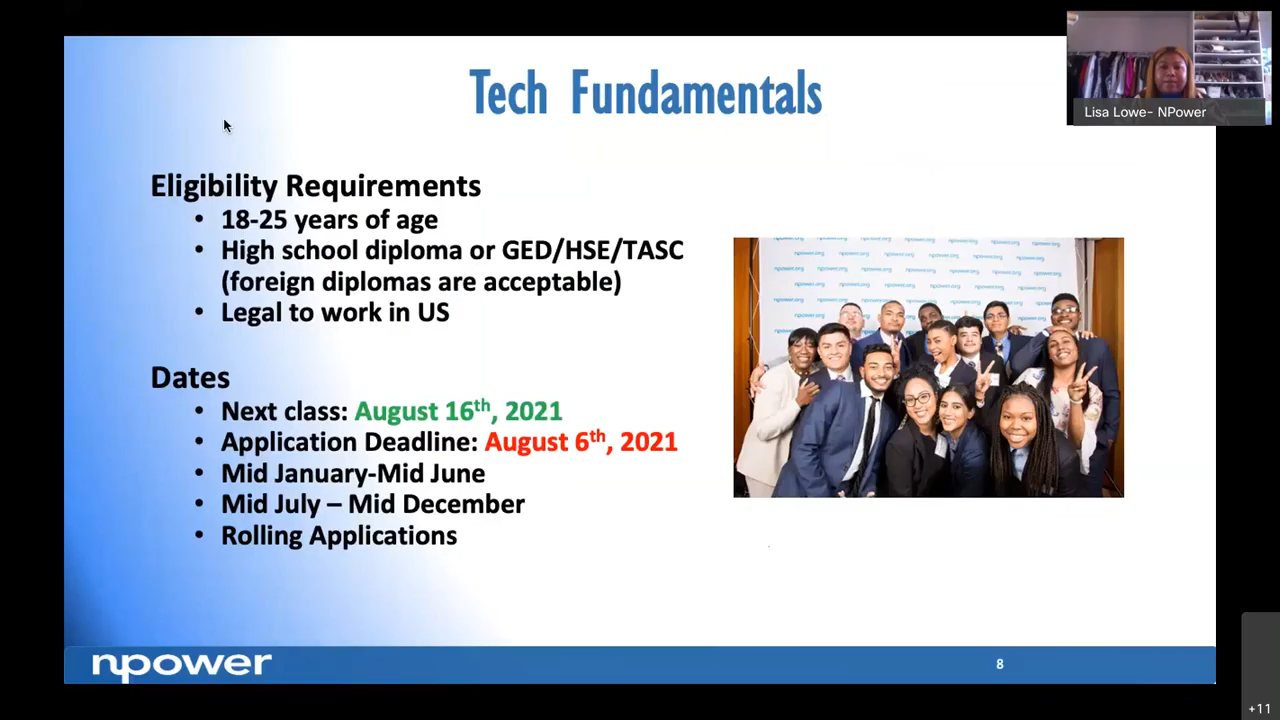 Tech Fundamentals
Lisa Lowe- NPower
Eligibility Requirements
• 18-25 years of age
• High school diploma or GED/HSE/TASC
(foreign diplomas are acceptable)
• Legal to work in US
Dates
• Next class: August 16th, 2021
• Application Deadline: August 6th, 2021
• Mid January-Mid June
• Mid July – Mid December
• Rolling Applications
npower
8
+11